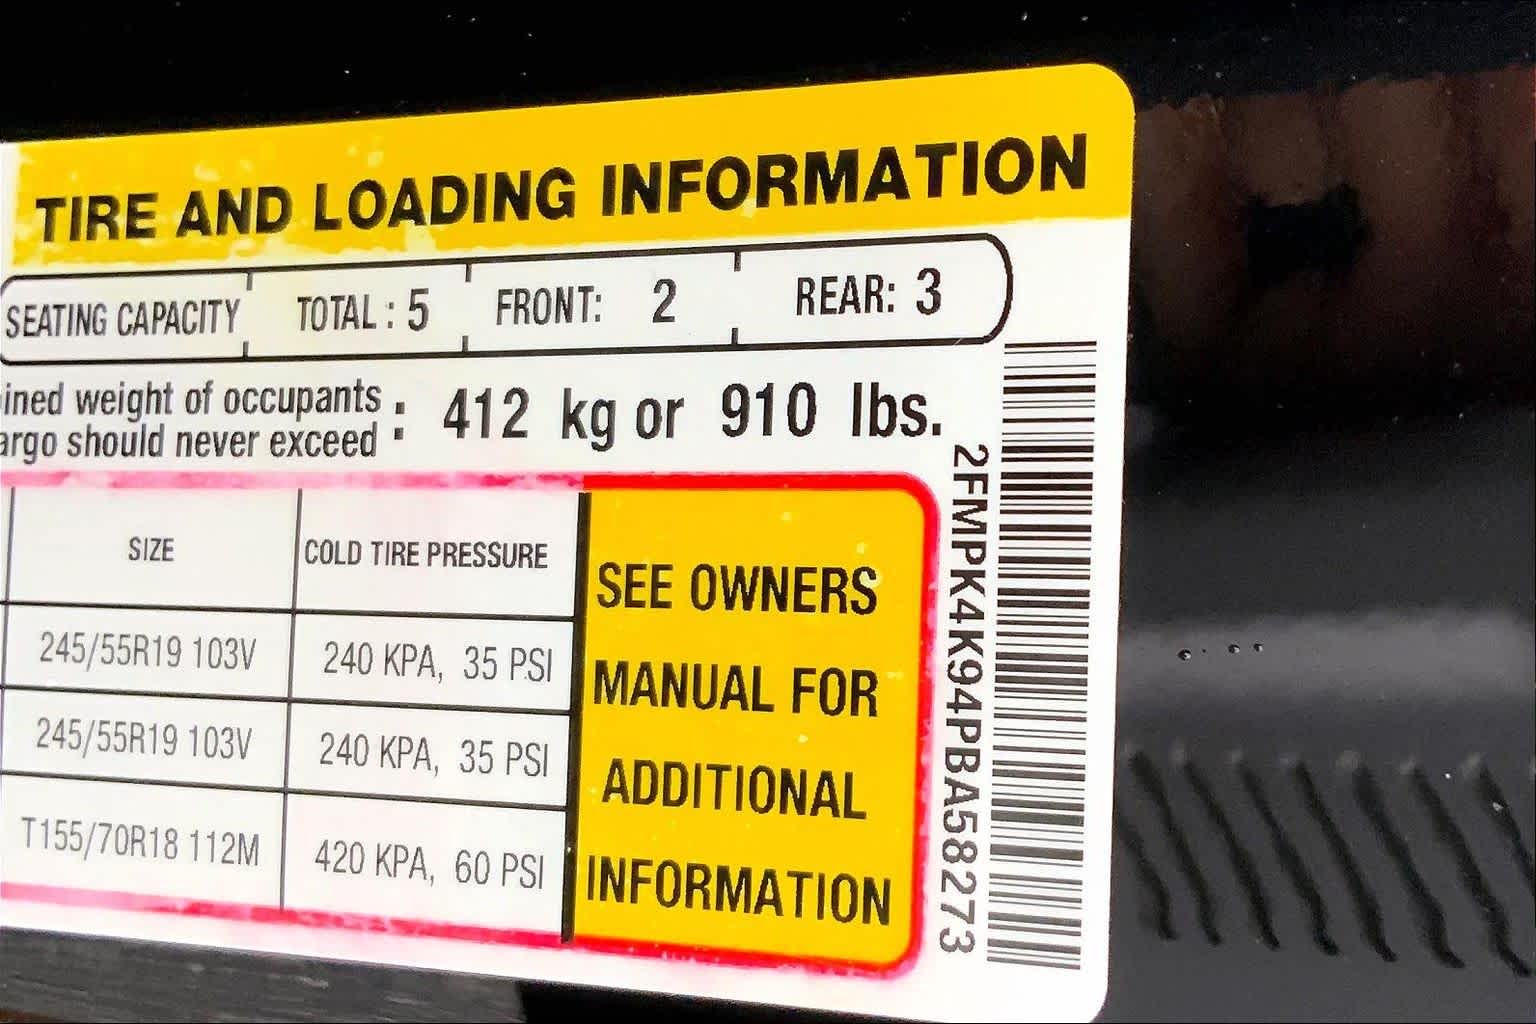 TIRE AND LOADING INFORMATION
SEATING CAPACITY TOTAL : 5 FRONT: 2 REAR: 3
ined weight of occupants
argo should never exceed : 412 kg or 910 lbs.
SIZE COLD TIRE PRESSURE
245/55R19 103V 240 KPA, 35 PSI
245/55R19 103V 240 KPA, 35 PSI
T155/70R18 112M 420 KPA, 60 PSI
SEE OWNERS
MANUAL FOR
ADDITIONAL
INFORMATION
2FMPK4K94PBA58273